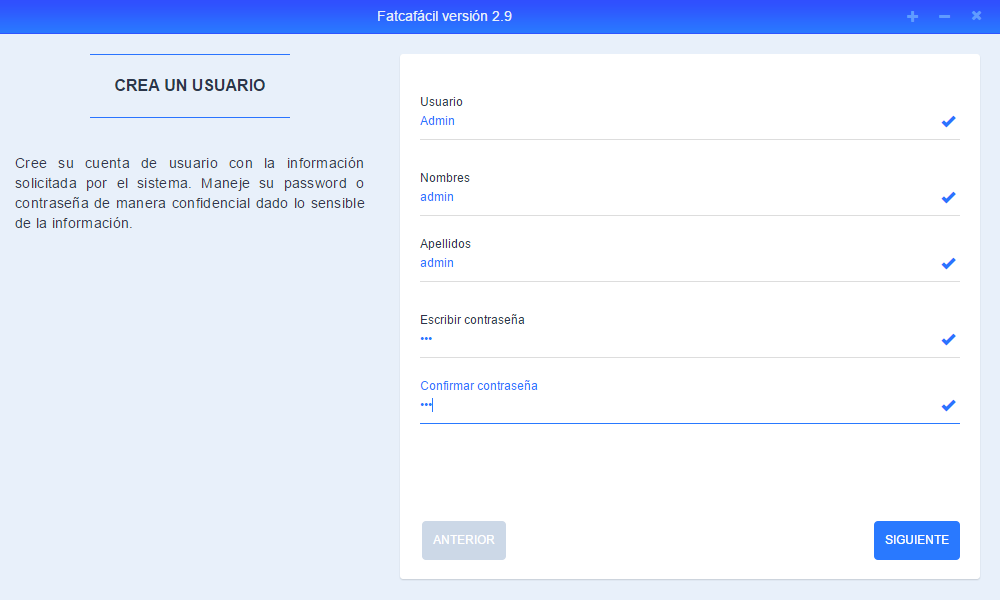 Fatcafácil versión 2.9
CREA UN USUARIO
Cree su cuenta de usuario con la información
solicitada por el sistema. Maneje su password o
contraseña de manera confidencial dado lo sensible
de la información.
Usuario
Admin
Nombres
admin
Apellidos
admin
Escribir contraseña
•••
Confirmar contraseña
•••
ANTERIOR
SIGUIENTE